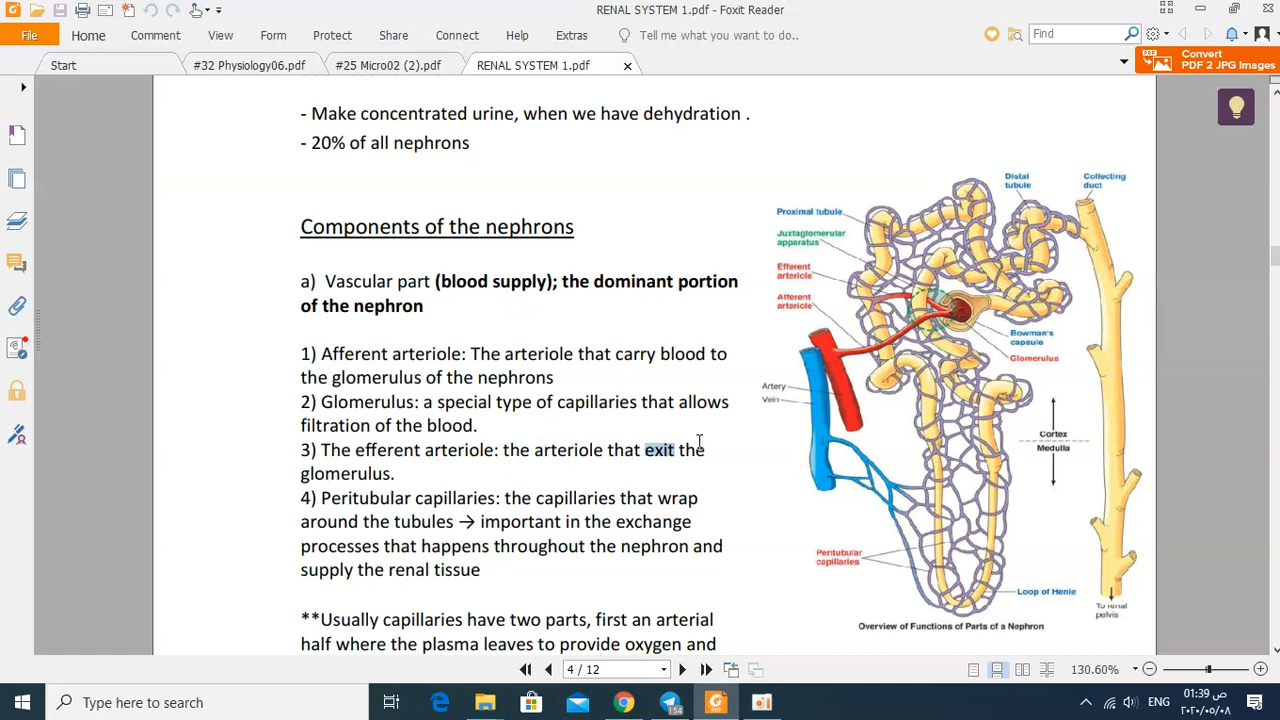 RENAL SYSTEM 1.pdf - Foxit Reader
File Home Comment View Form Protect Share Connect Help Extras Tell me what you want to do.. Find
Start #32 Physiology06.pdf #25 Micro02 (2).pdf RENAL SYSTEM 1.pdf
Convert
PDF 2 JPG Images
- Make concentrated urine, when we have dehydration .
- 20% of all nephrons
Components of the nephrons
a) Vascular part (blood supply); the dominant portion
of the nephron
1) Afferent arteriole: The arteriole that carry blood to
the glomerulus of the nephrons
2) Glomerulus: a special type of capillaries that allows
filtration of the blood.
3) The efferent arteriole: the arteriole that exit the
glomerulus.
4) Peritubular capillaries: the capillaries that wrap
around the tubules → important in the exchange
processes that happens throughout the nephron and
supply the renal tissue
**Usually capillaries have two parts, first an arterial
half where the plasma leaves to provide oxygen and
Distal
tubule
Collecting
duct
Proximal tubule
Juxtaglomerular
apparatus
Efferent
arteriole
Afferent
arteriole
Bowman's
capsule
Glomerulus
Artery
Vein
Cortex
Medulla
Peritubular
capillaries
Loop of Henle
To renal
pelvis
Overview of Functions of Parts of a Nephron
4 / 12
130.60%
Type here to search
154
ENG
01:39 ص
٢٠٢٠/٠٥/٠٨